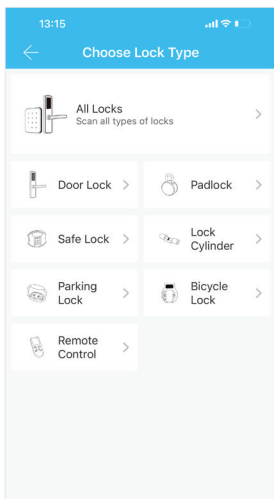 13:15
Choose Lock Type
All Locks
Scan all types of locks
Door Lock
Padlock
Safe Lock
Lock
Cylinder
Parking
Lock
Bicycle
Lock
Remote
Control